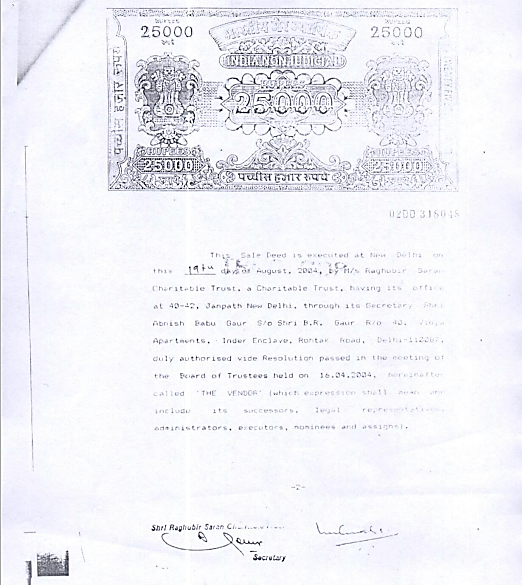 25000
25000
INDIA NON JUDICIAL
25000
RUPEES
25000
25000
पच्चीस हजार रुपये
02DD 318048
This Sale Deed is executed at New Delhi on
this 19th day of August, 2004, by M/s Raghubir Saran
Charitable Trust, a Charitable Trust, having its office
at 40-42, Janpath New Delhi, through its Secretary Shri
Abnish Babu Gaur S/o Shri B.R. Gaur R/o 40,
Apartments, Inder Enclave, Rohtak Road, Delhi-
duly authorised vide Resolution passed in the meeting of
the Board of Trustees held on 16.04.2004, hereinafter
called "THE VENDOR" (which expression shall mean and
include its successors, legal representatives,
administrators, executors, nominees and assigns).
-2-
Shri Raghubir Saran
Secretary